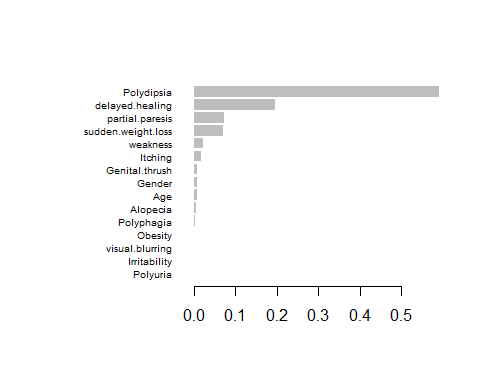 Polydipsia
delayed.healing
partial.paresis
sudden.weight.loss
weakness
Itching
Genital.thrush
Gender
Age
Alopecia
Polyphagia
Obesity
visual.blurring
Irritability
Polyuria
0.0 0.1 0.2 0.3 0.4 0.5